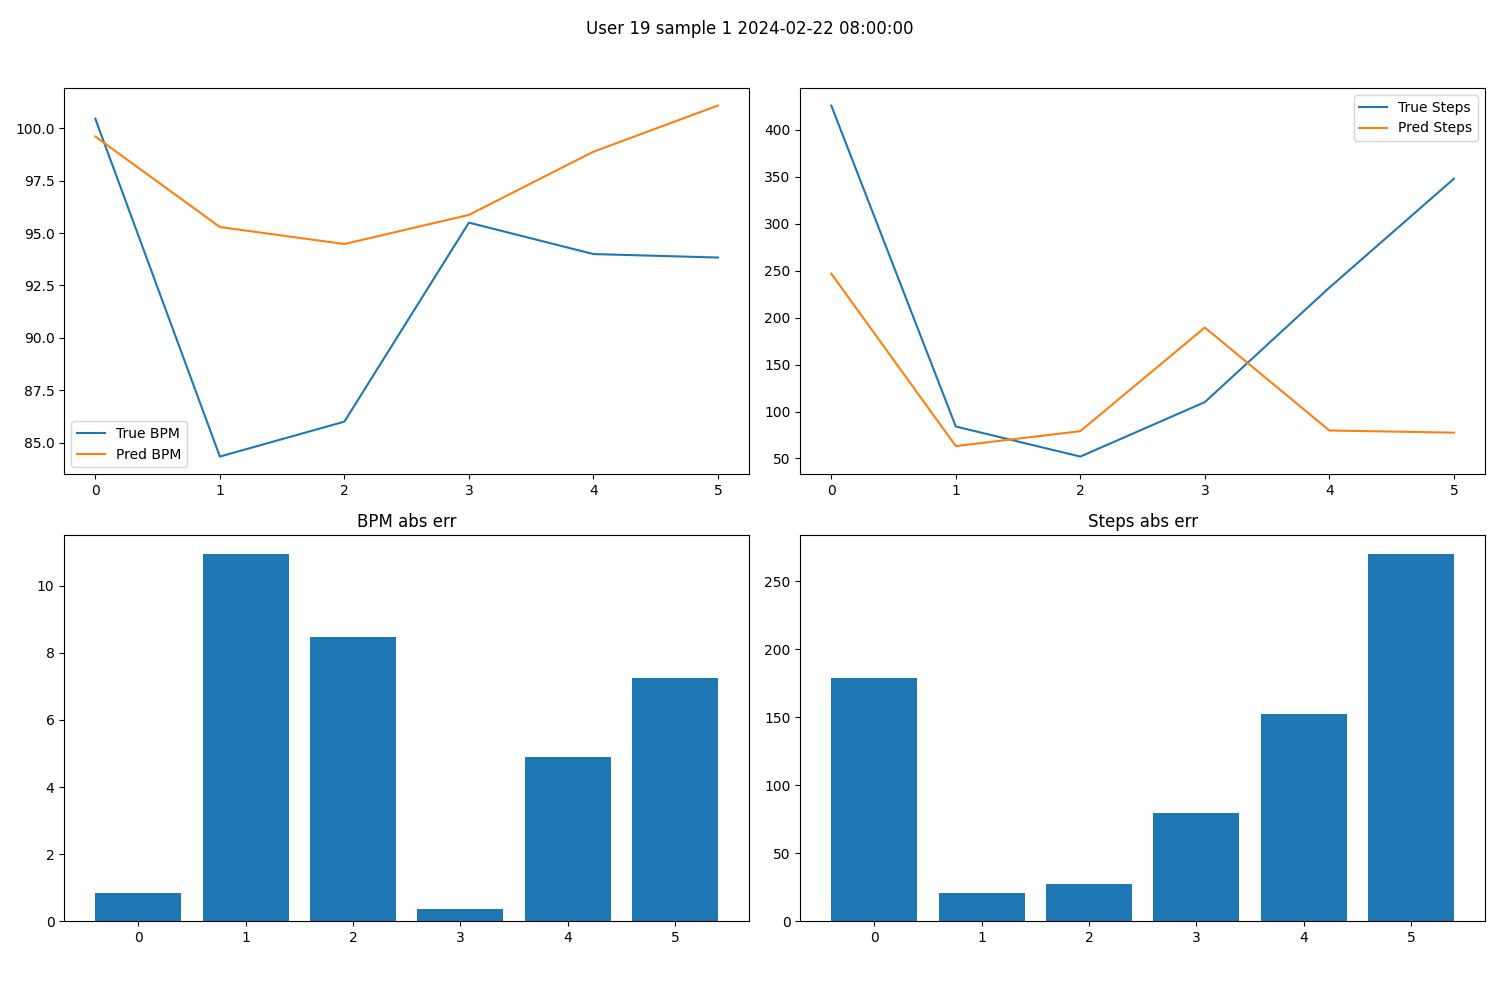 User 19 sample 1 2024-02-22 08:00:00
100.0
97.5
95.0
92.5
90.0
87.5
85.0
True BPM
Pred BPM
0 1 2 3 4 5
400
350
300
250
200
150
100
50
True Steps
Pred Steps
0 1 2 3 4 5
BPM abs err
10
8
6
4
2
0
0 1 2 3 4 5
Steps abs err
250
200
150
100
50
0
0 1 2 3 4 5